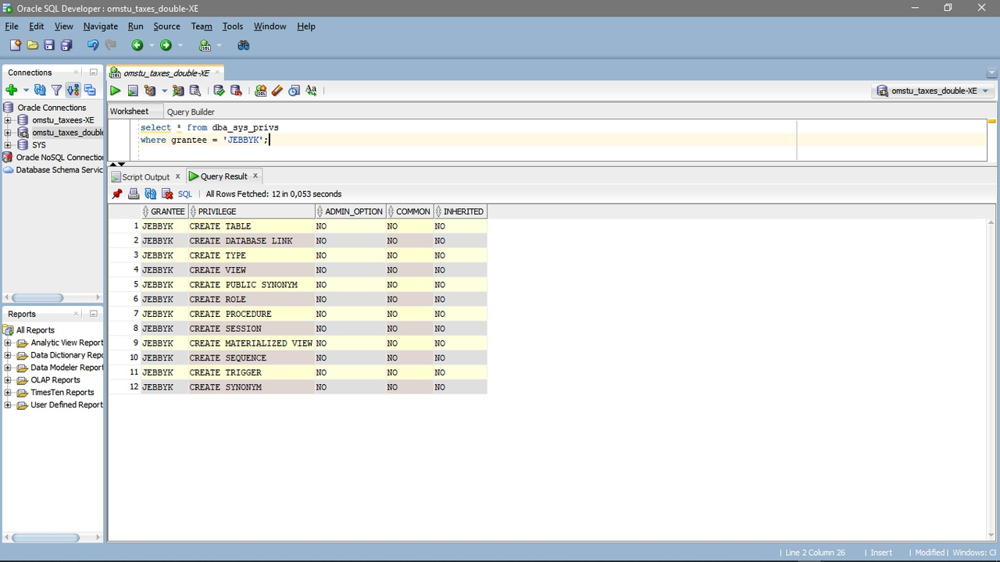 Oracle SQL Developer : omstu_taxes_double-XE
File Edit View Navigate Run Source Team Tools Window Help
Connections
Oracle Connections
omstu_taxees-XE
omstu_taxes_double
SYS
Oracle NoSQL Connection
Database Schema Servic
Reports
All Reports
Analytic View Report
Data Dictionary Repor
Data Modeler Report
OLAP Reports
TimesTen Reports
User Defined Report
omstu_taxes_double-XE
omstu_taxes_double-XE
Worksheet Query Builder
select * from dba_sys_privs
where grantee = 'JEBBYK';
Script Output x Query Result x
SQL | All Rows Fetched: 12 in 0,053 seconds
GRANTEE PRIVILEGE ADMIN_OPTION COMMON INHERITED
1 JEBBYK CREATE TABLE NO NO NO
2 JEBBYK CREATE DATABASE LINK NO NO NO
3 JEBBYK CREATE TYPE NO NO NO
4 JEBBYK CREATE VIEW NO NO NO
5 JEBBYK CREATE PUBLIC SYNONYM NO NO NO
6 JEBBYK CREATE ROLE NO NO NO
7 JEBBYK CREATE PROCEDURE NO NO NO
8 JEBBYK CREATE SESSION NO NO NO
9 JEBBYK CREATE MATERIALIZED VIEW NO NO NO
10 JEBBYK CREATE SEQUENCE NO NO NO
11 JEBBYK CREATE TRIGGER NO NO NO
12 JEBBYK CREATE SYNONYM NO NO NO
| Line 2 Column 26 | Insert | Modified | Windows: CF